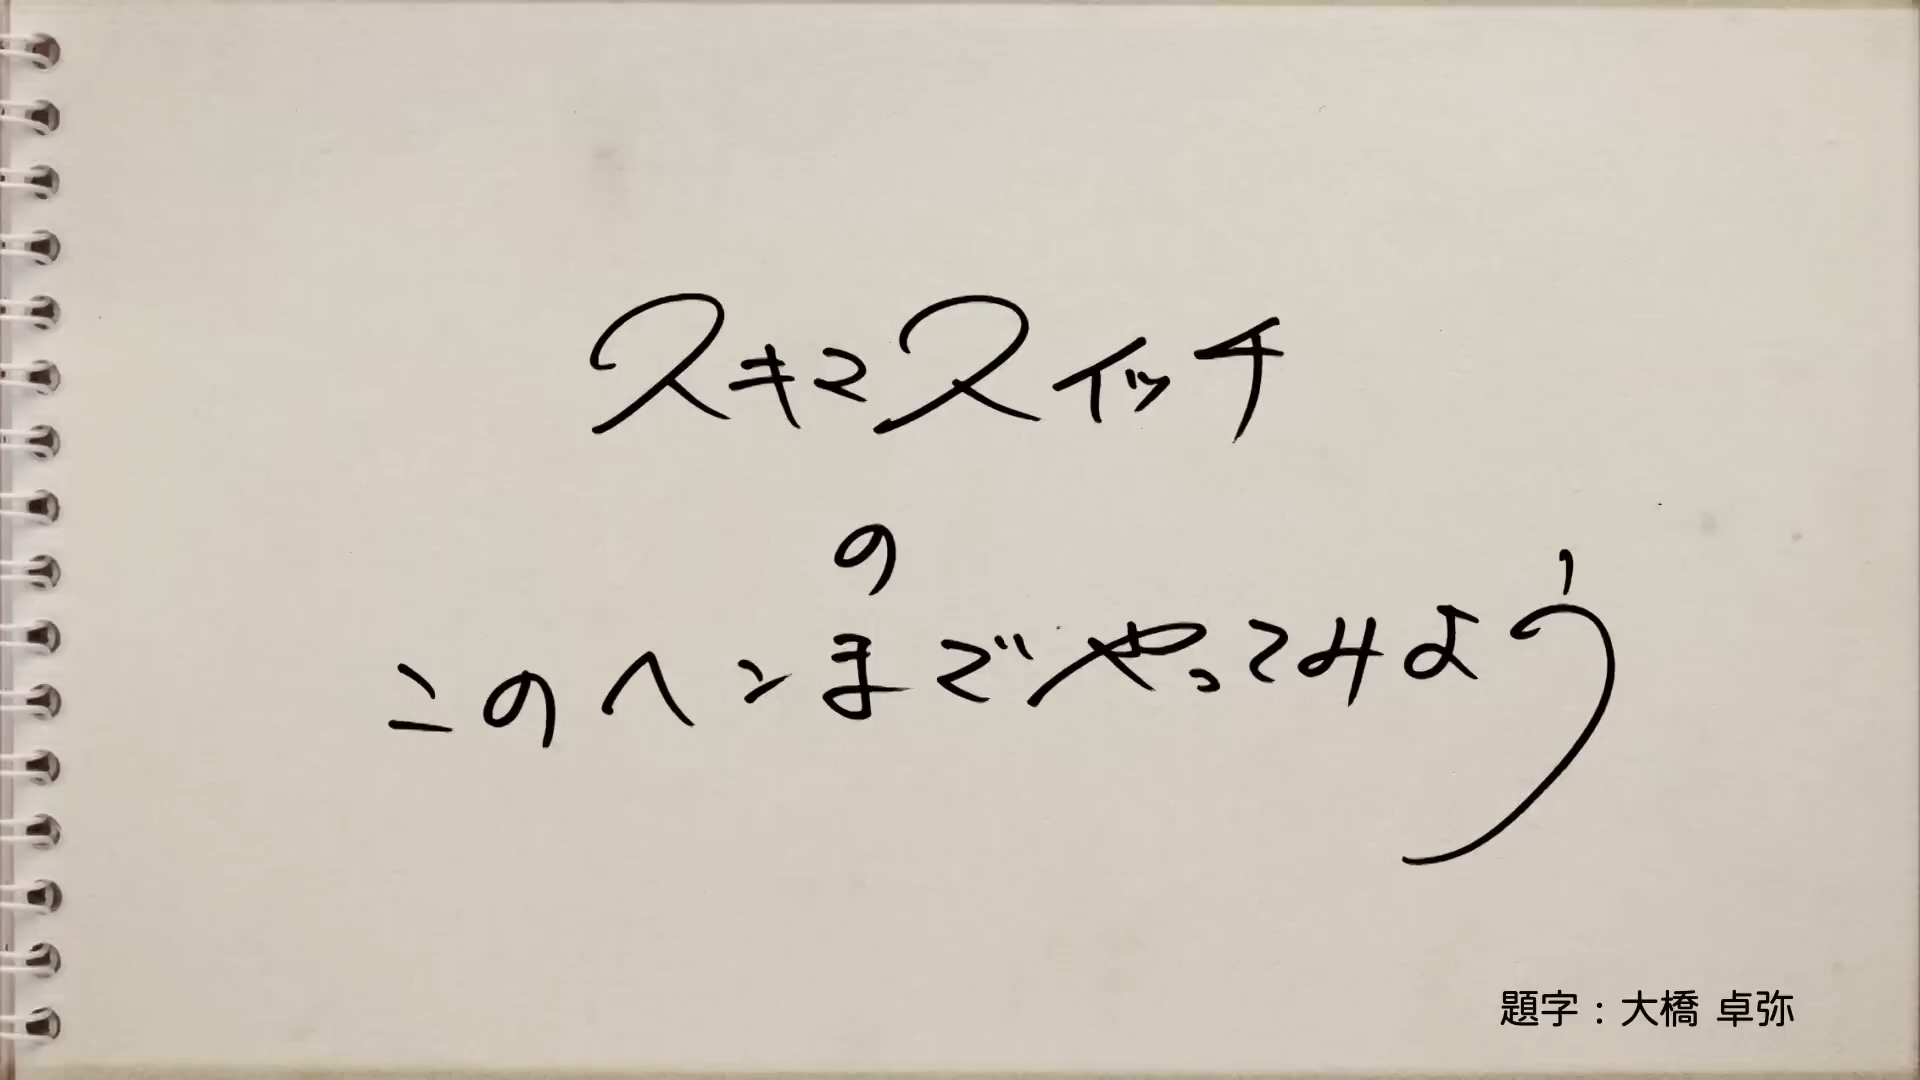 スキマスイッチ
の
このヘンまでやってみよう
題字：大橋 卓弥